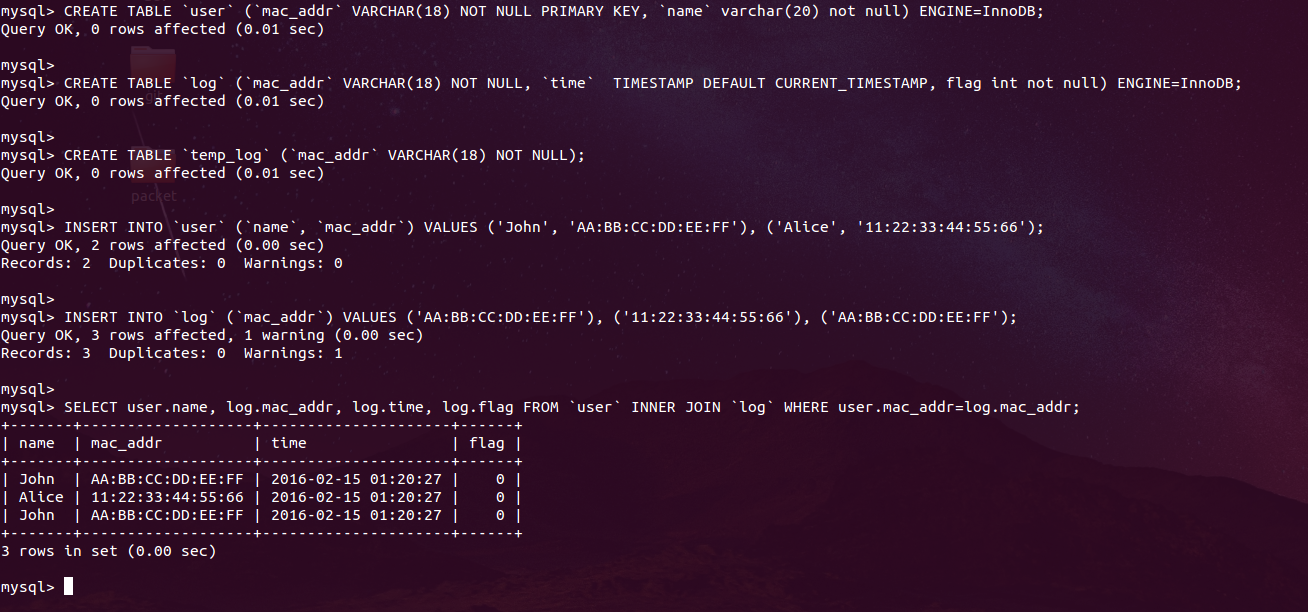 mysql> CREATE TABLE `user` (`mac_addr` VARCHAR(18) NOT NULL PRIMARY KEY, `name` varchar(20) not null) ENGINE=InnoDB;
Query OK, 0 rows affected (0.01 sec)
mysql>
mysql> CREATE TABLE `log` (`mac_addr` VARCHAR(18) NOT NULL, `time`  TIMESTAMP DEFAULT CURRENT_TIMESTAMP, flag int not null) ENGINE=InnoDB;
Query OK, 0 rows affected (0.01 sec)
mysql>
mysql> CREATE TABLE `temp_log` (`mac_addr` VARCHAR(18) NOT NULL);
Query OK, 0 rows affected (0.01 sec)
packet
mysql>
mysql> INSERT INTO `user` (`name`, `mac_addr`) VALUES ('John', 'AA:BB:CC:DD:EE:FF'), ('Alice', '11:22:33:44:55:66');
Query OK, 2 rows affected (0.00 sec)
Records: 2  Duplicates: 0  Warnings: 0
mysql>
mysql> INSERT INTO `log` (`mac_addr`) VALUES ('AA:BB:CC:DD:EE:FF'), ('11:22:33:44:55:66'), ('AA:BB:CC:DD:EE:FF');
Query OK, 3 rows affected, 1 warning (0.00 sec)
Records: 3  Duplicates: 0  Warnings: 1
mysql>
mysql> SELECT user.name, log.mac_addr, log.time, log.flag FROM `user` INNER JOIN `log` WHERE user.mac_addr=log.mac_addr;
+-------+-------------------+---------------------+------+
| name  | mac_addr          | time                | flag |
+-------+-------------------+---------------------+------+
| John  | AA:BB:CC:DD:EE:FF | 2016-02-15 01:20:27 |    0 |
| Alice | 11:22:33:44:55:66 | 2016-02-15 01:20:27 |    0 |
| John  | AA:BB:CC:DD:EE:FF | 2016-02-15 01:20:27 |    0 |
+-------+-------------------+---------------------+------+
3 rows in set (0.00 sec)
mysql>